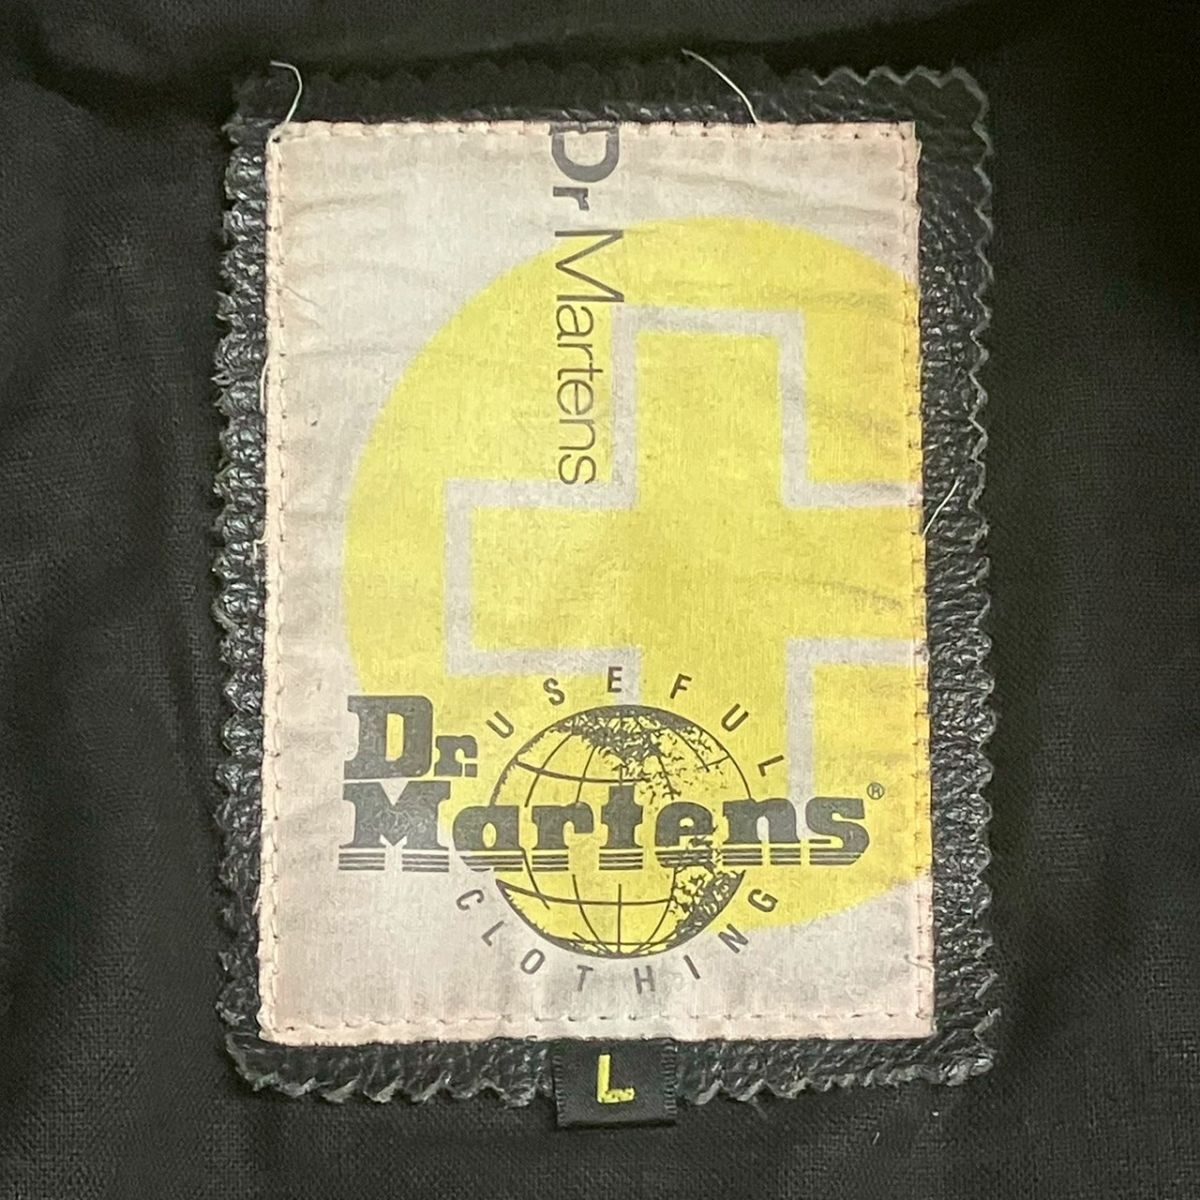 Dr Martens
USEFUL
Dr.
Martens®
CLOTHING
L